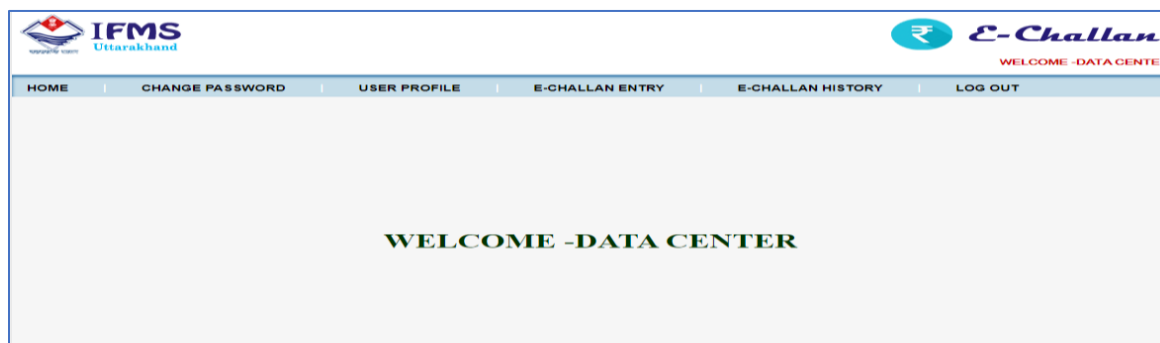 IFMS
Uttarakhand
E-Challan
WELCOME -DATA CENTE
HOME | CHANGE PASSWORD | USER PROFILE | E-CHALLAN ENTRY | E-CHALLAN HISTORY | LOG OUT
WELCOME -DATA CENTER